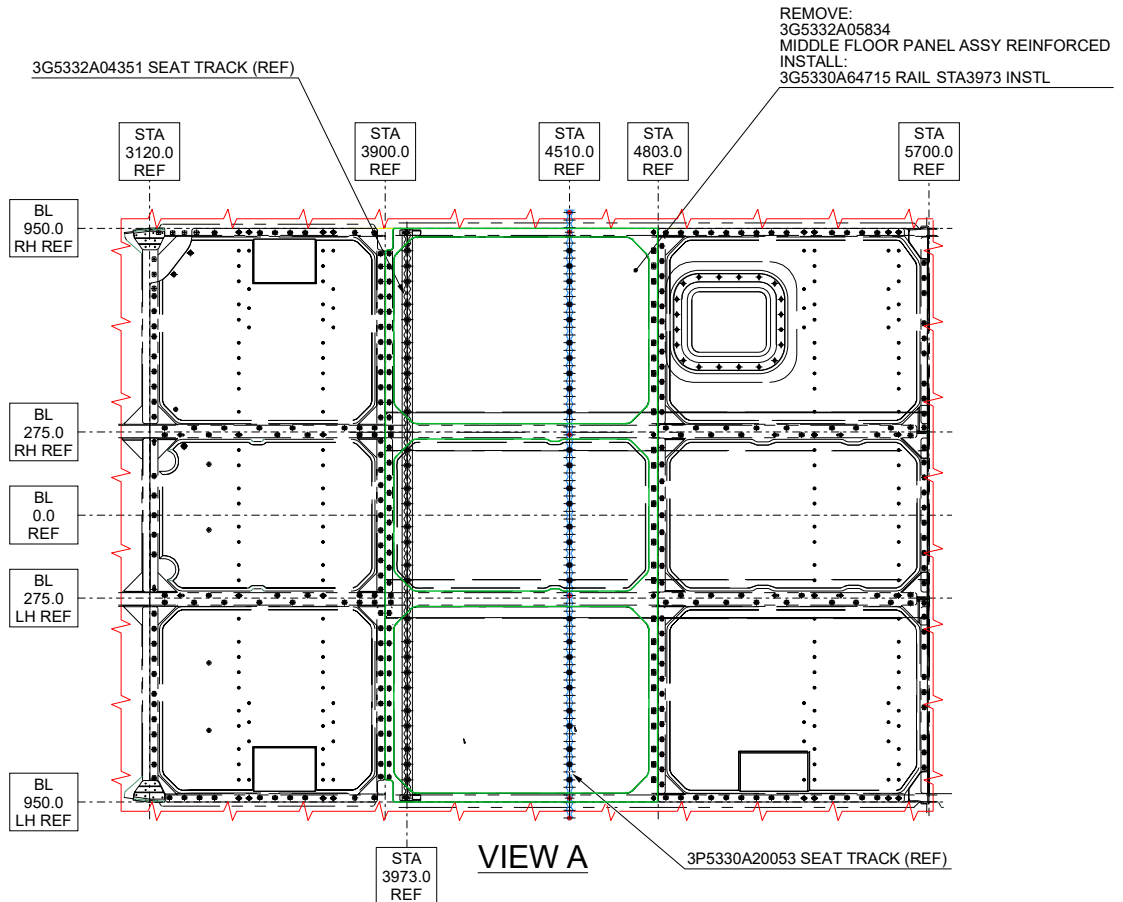 REMOVE:
3G5332A05834
MIDDLE FLOOR PANEL ASSY REINFORCED
INSTALL:
3G5330A64715 RAIL STA3973 INSTL
3G5332A04351 SEAT TRACK (REF)
STA
3120.0
REF
STA
3900.0
REF
STA
4510.0
REF
STA
4803.0
REF
STA
5700.0
REF
BL
950.0
RH REF
BL
275.0
RH REF
BL
0.0
REF
BL
275.0
LH REF
BL
950.0
LH REF
STA
3973.0
REF
VIEW A
3P5330A20053 SEAT TRACK (REF)